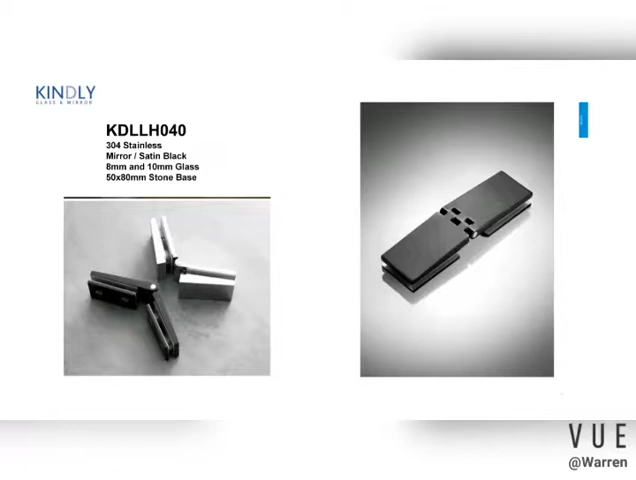 KINDLY
GLASS & MIRROR
KDLLH040
304 Stainless
Mirror / Satin Black
8mm and 10mm Glass
50x80mm Stone Base
VUE
@Warren